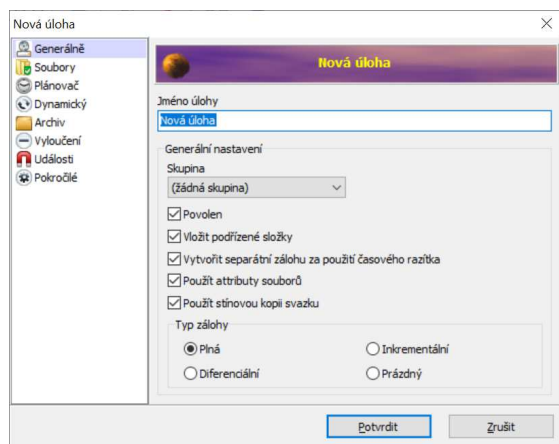 Nová úloha
Generálně
Soubory
Plánovač
Dynamický
Archiv
Vyloučení
Události
Pokročilé
Nová úloha
Jméno úlohy
Nová úloha
Generální nastavení
Skupina
(žádná skupina)
Povolen
Vložit podřízené složky
Vytvořit separátní zálohu za použití časového razítka
Použít attributy souborů
Použít stínovou kopii svazku
Typ zálohy
Plná
Inkrementální
Diferenciální
Prázdný
Potvrdit
Zrušit